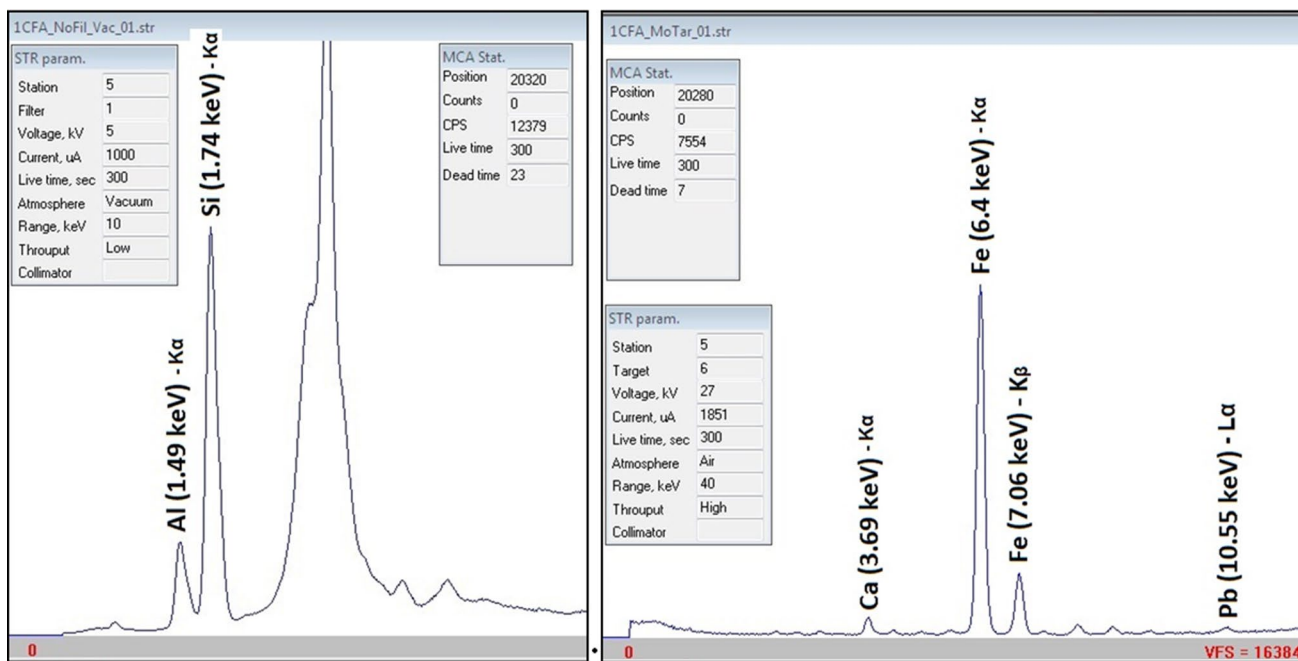 1CFA_NoFil_Vac_01.str
STR param.
Station 5
Filter 1
Voltage, kV 5
Current, uA 1000
Live time, sec 300
Atmosphere Vacuum
Range, keV 10
Throuput Low
Collimator
Al (1.49 keV) - Kα
Si (1.74 keV) - Kα
MCA Stat.
Position 20320
Counts 0
CPS 12379
Live time 300
Dead time 23
0
1CFA_MoTar_01.str
MCA Stat.
Position 20280
Counts 0
CPS 7554
Live time 300
Dead time 7
STR param.
Station 5
Target 6
Voltage, kV 27
Current, uA 1851
Live time, sec 300
Atmosphere Air
Range, keV 40
Throuput High
Collimator
Ca (3.69 keV) - Kα
Fe (6.4 keV) - Kα
Fe (7.06 keV) - Kβ
Pb (10.55 keV) - Lα
0
VFS = 16384